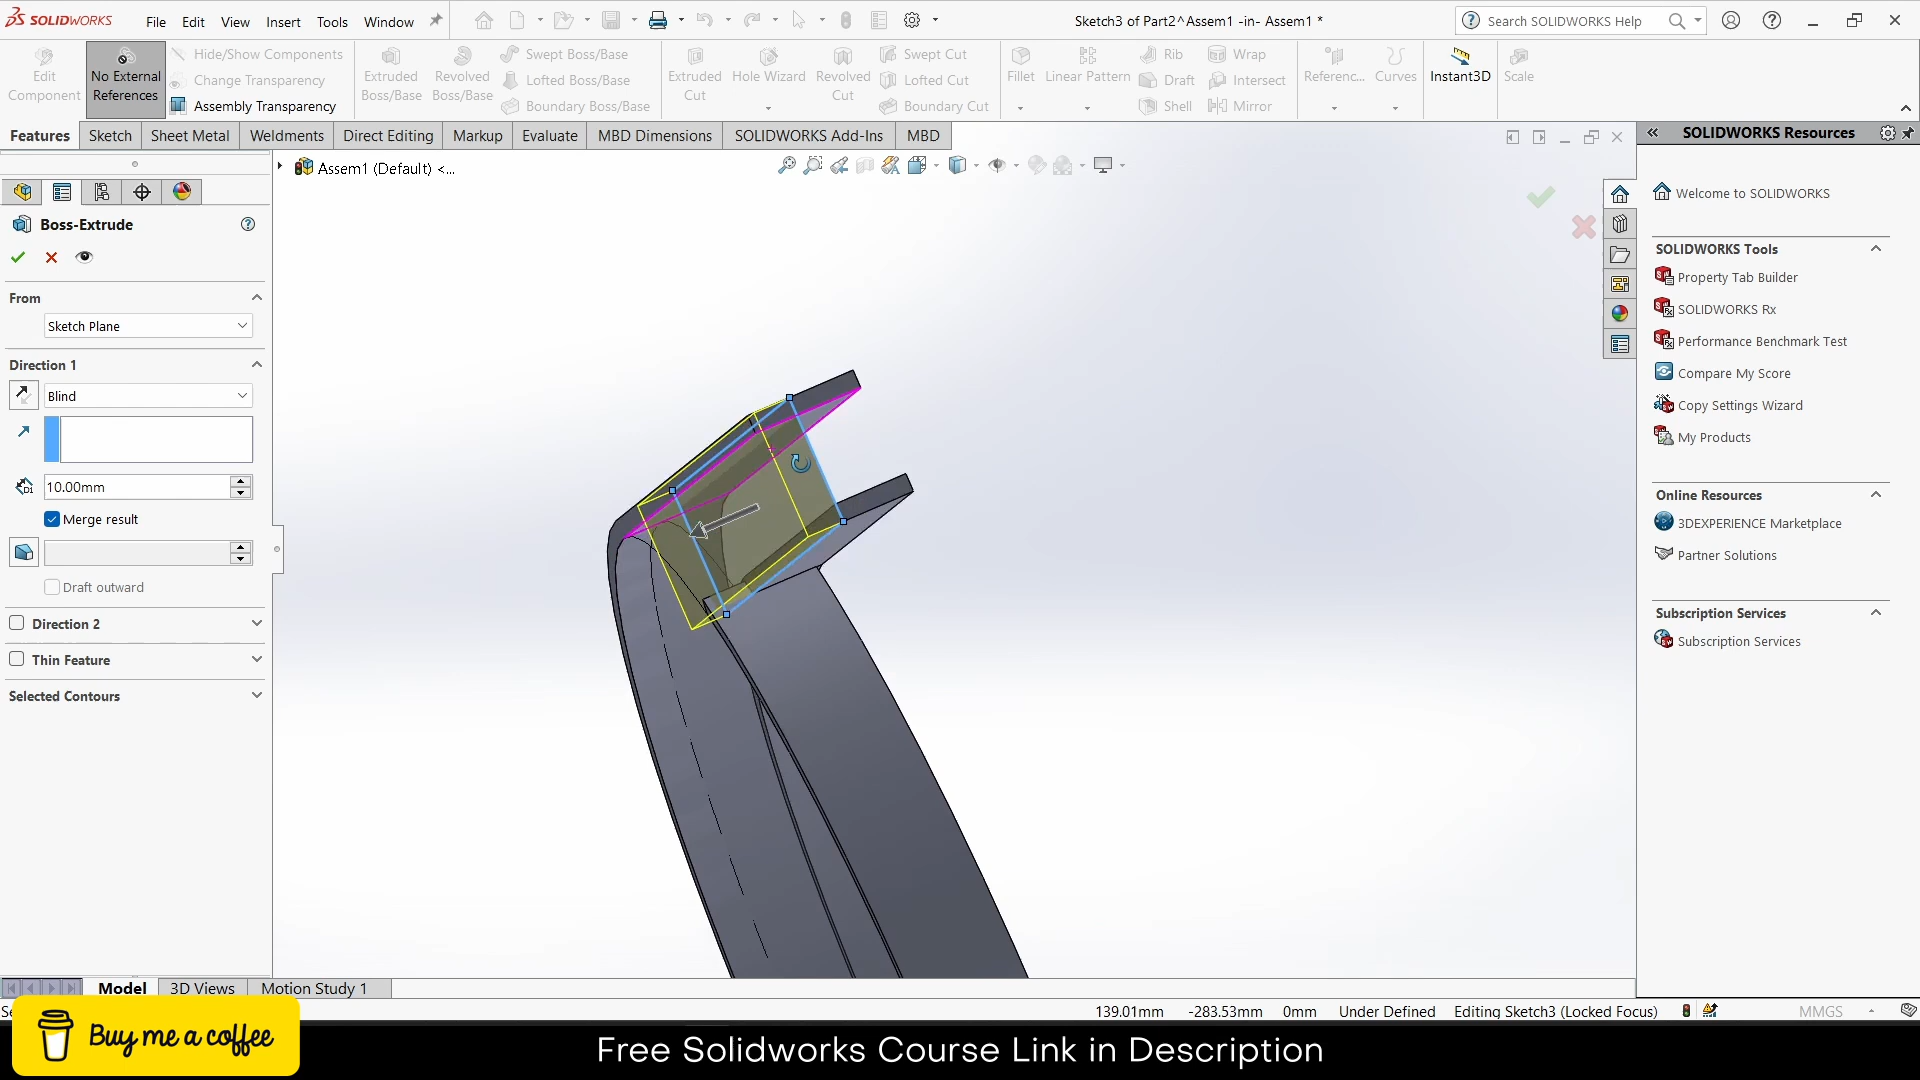 SOLIDWORKS
File
Edit
View
Insert
Tools
Window
Sketch3 of Part2^Assem1 -in- Assem1 *
Search SOLIDWORKS Help
Edit Component
No External References
Hide/Show Components
Change Transparency
Assembly Transparency
Extruded Boss/Base
Revolved Boss/Base
Swept Boss/Base
Lofted Boss/Base
Boundary Boss/Base
Extruded Cut
Hole Wizard
Revolved Cut
Swept Cut
Lofted Cut
Boundary Cut
Fillet
Linear Pattern
Rib
Draft
Shell
Wrap
Intersect
Mirror
Referenc...
Curves
Instant3D
Scale
Features
Sketch
Sheet Metal
Weldments
Direct Editing
Markup
Evaluate
MBD Dimensions
SOLIDWORKS Add-Ins
MBD
Assem1 (Default) <...
Boss-Extrude
From
Sketch Plane
Direction 1
Blind
10.00mm
Merge result
Draft outward
Direction 2
Thin Feature
Selected Contours
SOLIDWORKS Resources
Welcome to SOLIDWORKS
SOLIDWORKS Tools
Property Tab Builder
SOLIDWORKS Rx
Performance Benchmark Test
Compare My Score
Copy Settings Wizard
My Products
Online Resources
3DEXPERIENCE Marketplace
Partner Solutions
Subscription Services
Subscription Services
Model
3D Views
Motion Study 1
139.01mm
-283.53mm
0mm
Under Defined
Editing Sketch3 (Locked Focus)
MMGS
Buy me a coffee
Free Solidworks Course Link in Description